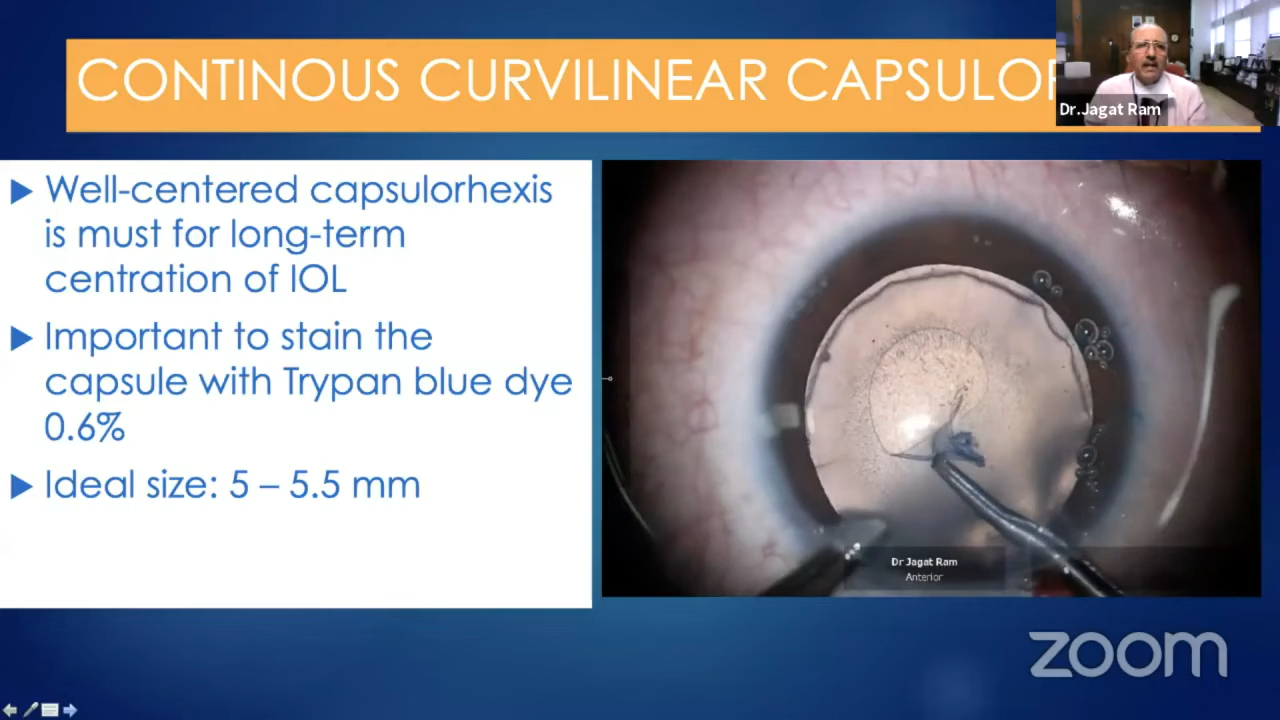 CONTINOUS CURVILINEAR CAPSULOR
Dr.Jagat Ram
Well-centered capsulorhexis
is must for long-term
centration of IOL
Important to stain the
capsule with Trypan blue dye
0.6%
Ideal size: 5 – 5.5 mm
Dr Jagat Ram
Anterior
zoom